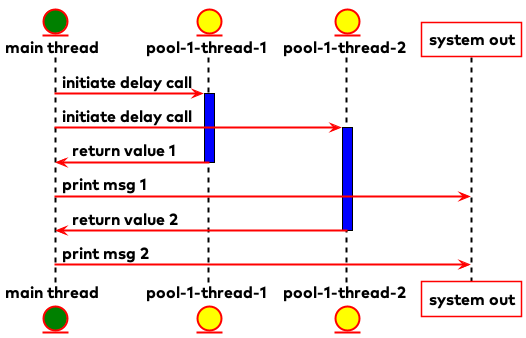 main thread
pool-1-thread-1
pool-1-thread-2
system out
initiate delay call
initiate delay call
return value 1
print msg 1
return value 2
print msg 2
main thread
pool-1-thread-1
pool-1-thread-2
system out